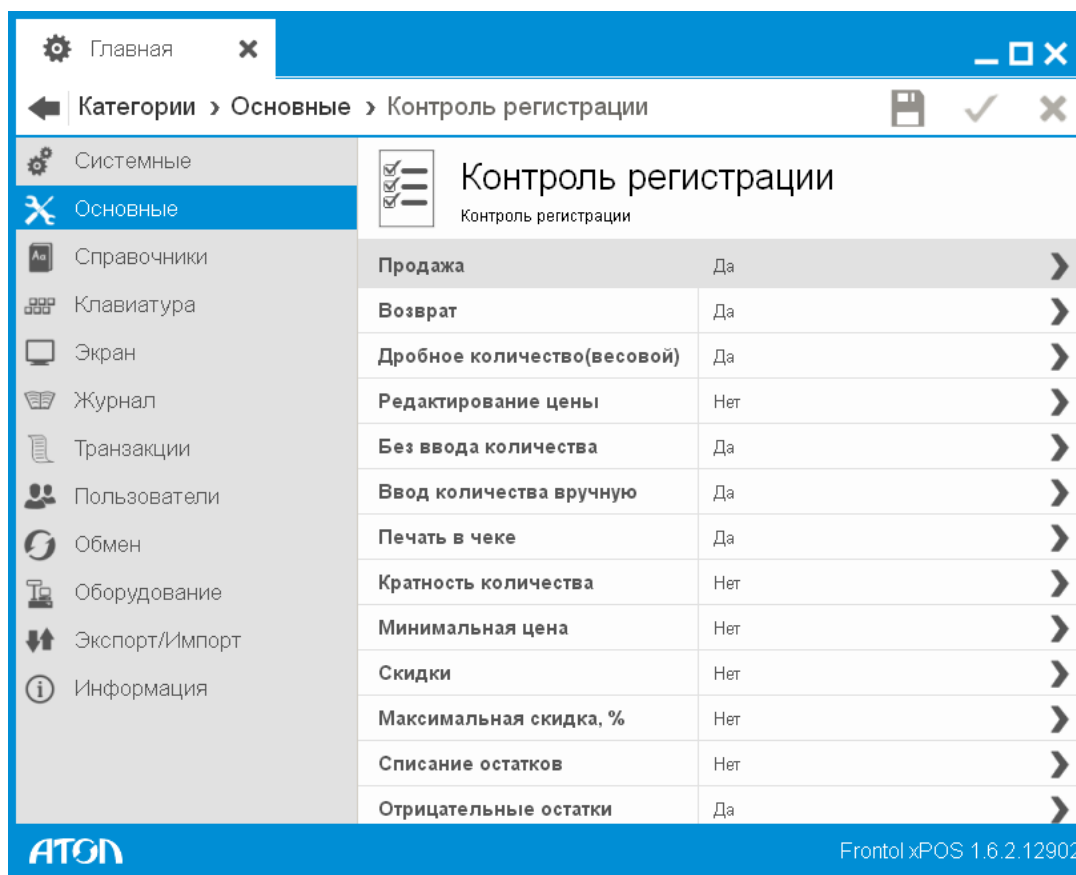 Главная
Категории › Основные › Контроль регистрации
Системные
Основные
Справочники
Клавиатура
Экран
Журнал
Транзакции
Пользователи
Обмен
Оборудование
Экспорт/Импорт
Информация
Контроль регистрации
Контроль регистрации
Продажа Да
Возврат Да
Дробное количество(весовой) Да
Редактирование цены Нет
Без ввода количества Да
Ввод количества вручную Да
Печать в чеке Да
Кратность количества Нет
Минимальная цена Нет
Скидки Нет
Максимальная скидка, % Нет
Списание остатков Нет
Отрицательные остатки Да
АТОЛ
Frontol xPOS 1.6.2.12902